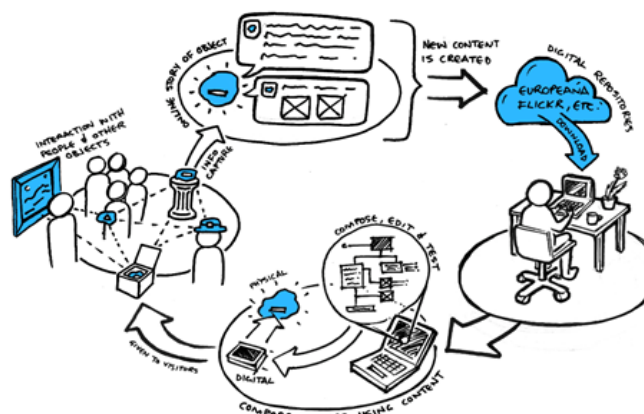 ONLINE STORY OF OBJECT
NEW CONTENT
IS CREATED
DIGITAL REPOSITORIES
EUROPEANA
FLICKR, ETC.
DOWNLOAD
INTERACTION WITH
PEOPLE & OTHER
OBJECTS
INFO
CAPTURE
COMPOSE, EDIT & TEST
PHYSICAL
DIGITAL
GIVEN TO VISITORS
USING CONTENT